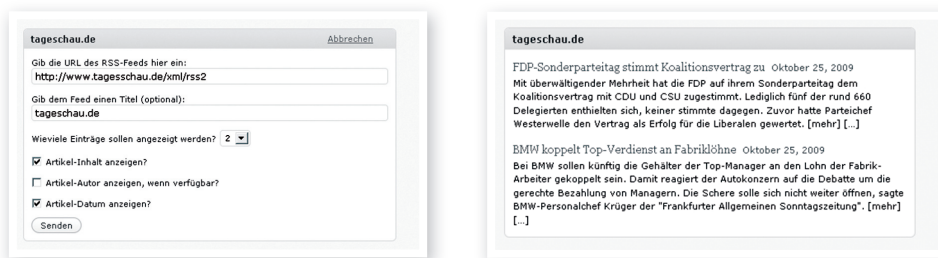 tageschau.de Abbrechen
Gib die URL des RSS-Feeds hier ein:
http://www.tagesschau.de/xml/rss2
Gib dem Feed einen Titel (optional):
tageschau.de
Wieviele Einträge sollen angezeigt werden? 2
Artikel-Inhalt anzeigen?
Artikel-Autor anzeigen, wenn verfügbar?
Artikel-Datum anzeigen?
Senden
tageschau.de
FDP-Sonderparteitag stimmt Koalitionsvertrag zu Oktober 25, 2009
Mit überwältigender Mehrheit hat die FDP auf ihrem Sonderparteitag dem
Koalitionsvertrag mit CDU und CSU zugestimmt. Lediglich fünf der rund 660
Delegierten enthielten sich, keiner stimmte dagegen. Zuvor hatte Parteichef
Westerwelle den Vertrag als Erfolg für die Liberalen gewertet. [mehr] [...]
BMW koppelt Top-Verdienst an Fabriklöhne Oktober 25, 2009
Bei BMW sollen künftig die Gehälter der Top-Manager an den Lohn der Fabrik-
Arbeiter gekoppelt sein. Damit reagiert der Autokonzern auf die Debatte um die
gerechte Bezahlung von Managern. Die Schere solle sich nicht weiter öffnen, sagte
BMW-Personalchef Krüger der "Frankfurter Allgemeinen Sonntagszeitung". [mehr]
[...]